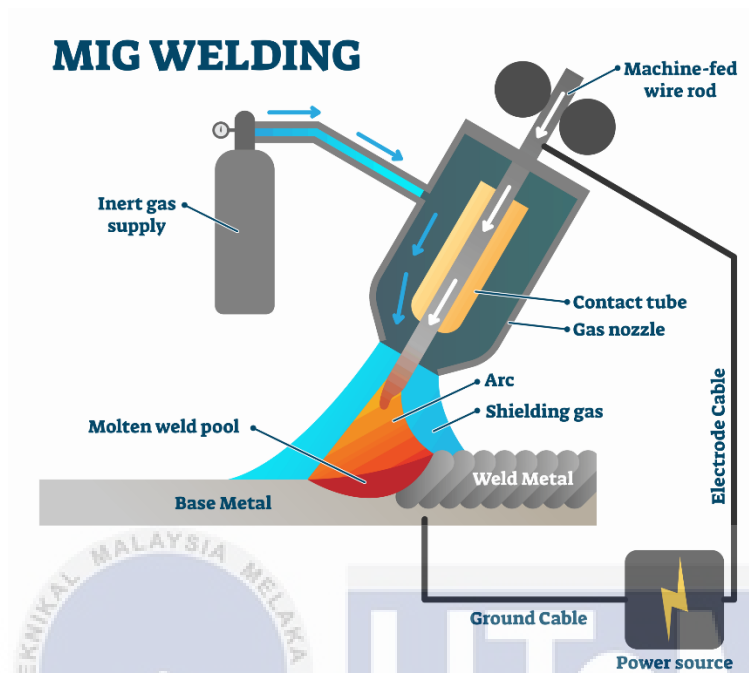 MIG WELDING
Machine-fed
wire rod
Inert gas
supply
Contact tube
Gas nozzle
Arc
Shielding gas
Molten weld pool
Electrode Cable
Weld Metal
Base Metal
Ground Cable
Power source
TEKNIKAL MALAYSIA MELAKA